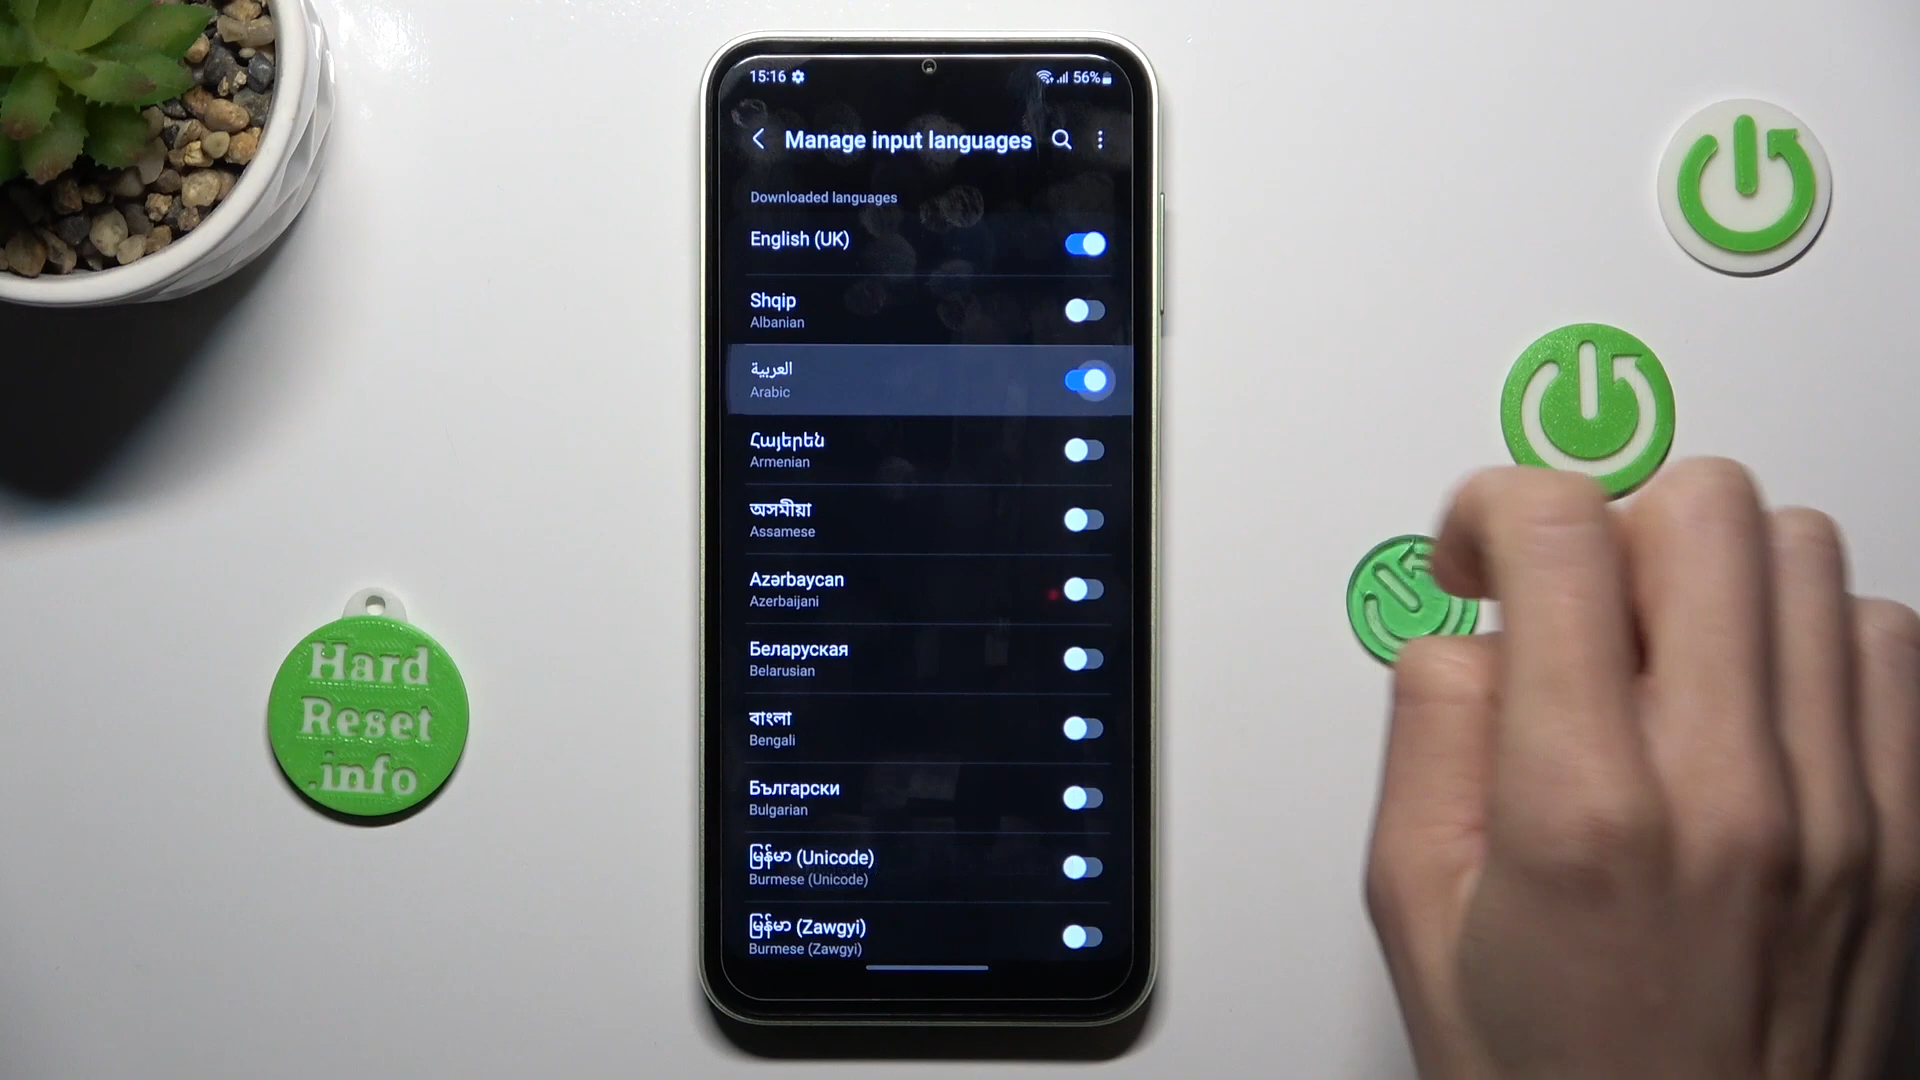 15:16
56%
Manage input languages
Downloaded languages
English (UK)
Shqip
Albanian
العربية
Arabic
Հայերեն
Armenian
অসমীয়া
Assamese
Azərbaycan
Azerbaijani
Беларуская
Belarusian
বাংলা
Bengali
Български
Bulgarian
မြန်မာ (Unicode)
Burmese (Unicode)
မြန်မာ (Zawgyi)
Burmese (Zawgyi)
Hard
Reset
.info